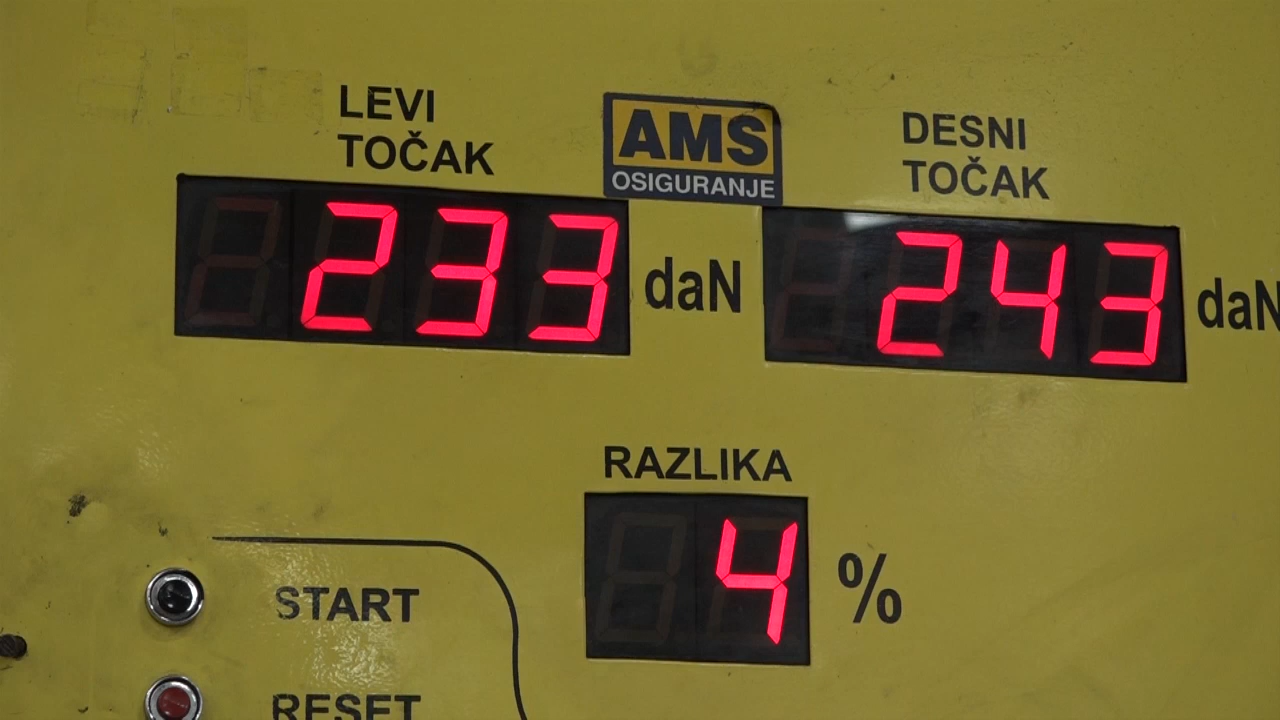 LEVI
TOČAK
AMS
OSIGURANJE
DESNI
TOČAK
233 daN
243 daN
RAZLIKA
4 %
START
RESET